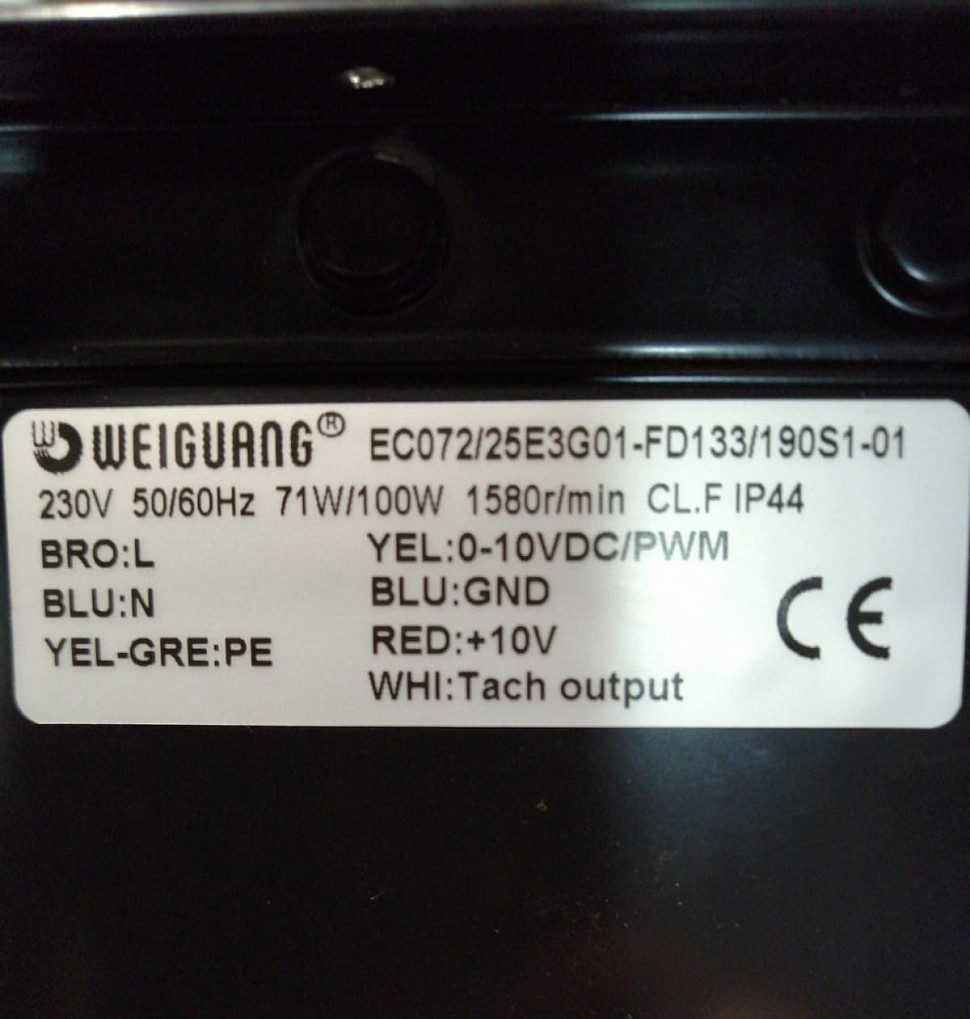 WEIGUANG® EC072/25E3G01-FD133/190S1-01
230V 50/60Hz 71W/100W 1580r/min CL.F IP44
BRO:L YEL:0-10VDC/PWM
BLU:N BLU:GND
YEL-GRE:PE RED:+10V
WHI:Tach output
CE